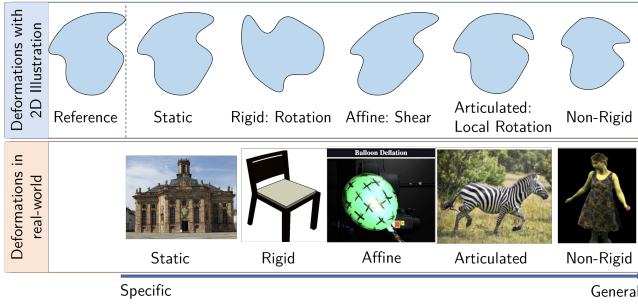 Deformations with
2D Illustration
Reference
Static
Rigid: Rotation
Affine: Shear
Articulated:
Local Rotation
Non-Rigid
Deformations in
real-world
Balloon Deflation
Static
Rigid
Affine
Articulated
Non-Rigid
Specific
General